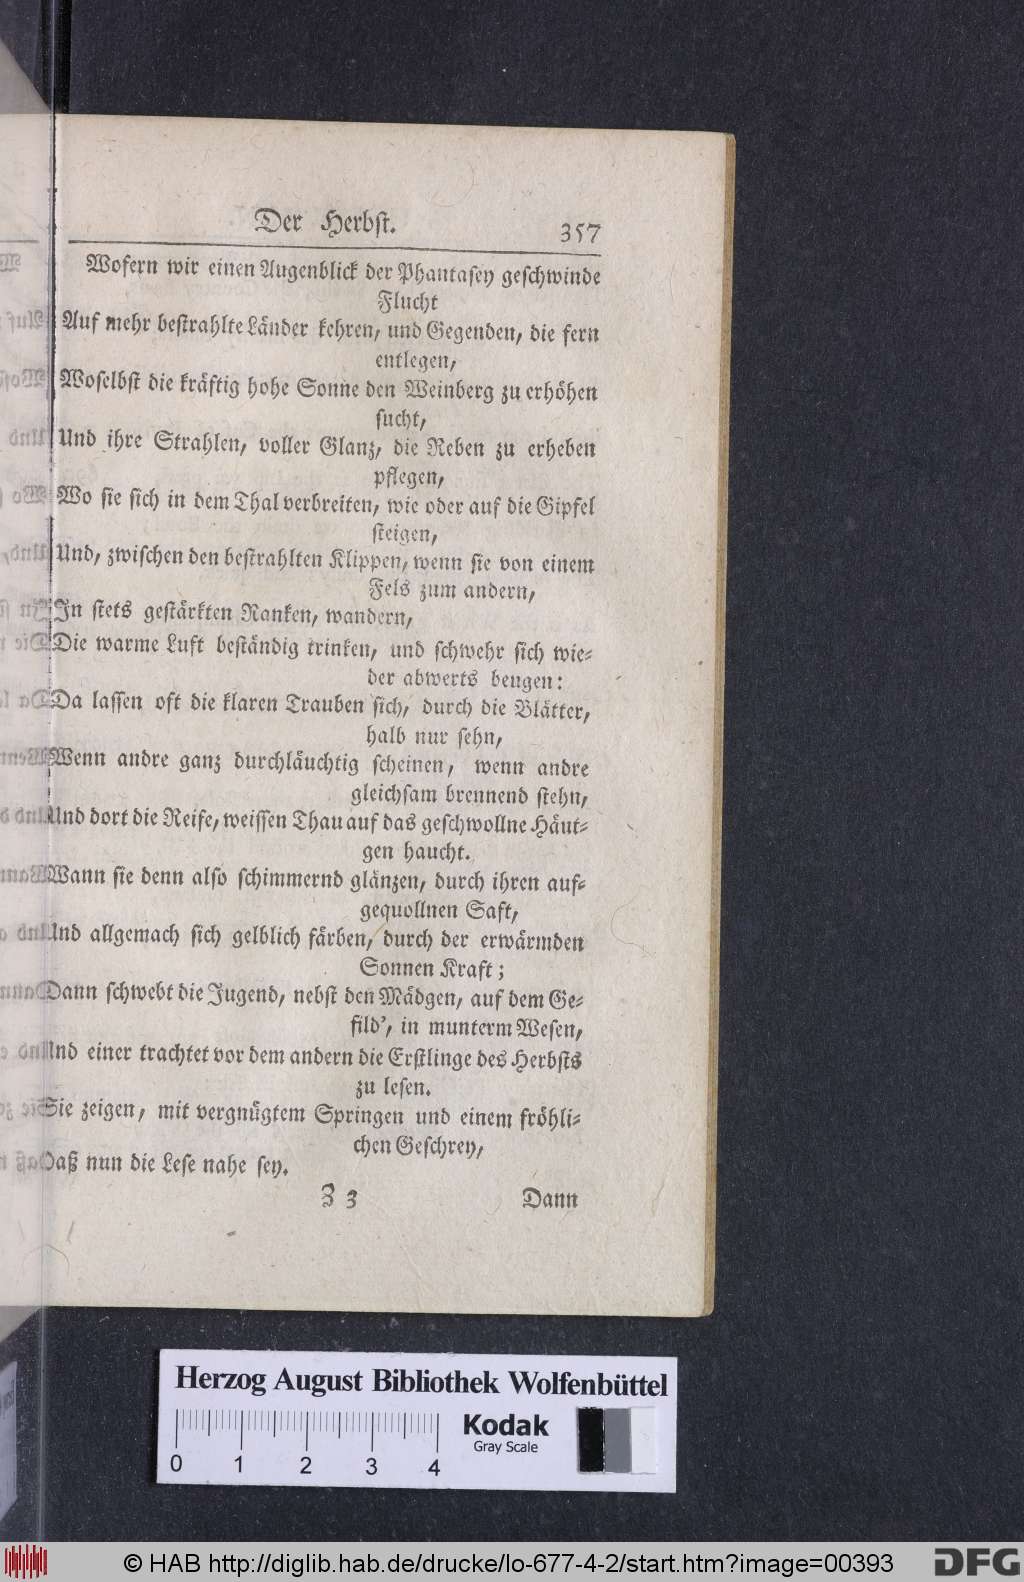 Der Herbst. 357
Wofern wir einen Augenblick der Phantasey geschwinde
Flucht
Auf mehr bestrahlte Länder kehren, und Gegenden, die fern
entlegen,
Woselbst die kräftig hohe Sonne den Weinberg zu erhöhen
sucht,
Und ihre Strahlen, voller Glanz, die Reben zu erheben
pflegen,
Wo sie sich in dem Thal verbreiten, wie oder auf die Gipfel
steigen,
Und, zwischen den bestrahlten Klippen, wenn sie von einem
Fels zum andern,
In stets gestärkten Ranken, wandern,
Die warme Luft beständig trinken, und schwehr sich wie-
der abwerts beugen:
Da lassen oft die klaren Trauben sich, durch die Blätter,
halb nur sehn,
Wenn andre ganz durchläuchtig scheinen, wenn andre
gleichsam brennend stehn,
Und dort die Reife, weissen Thau auf das geschwollne Häut-
gen haucht.
Wann sie denn also schimmernd glänzen, durch ihren auf-
gequollnen Saft,
Und allgemach sich gelblich färben, durch der erwärmden
Sonnen Kraft;
Dann schwebt die Jugend, nebst den Mädgen, auf dem Ge-
fild', in munterm Wesen,
Und einer trachtet vor dem andern die Erstlinge des Herbsts
zu lesen.
Sie zeigen, mit vergnügtem Springen und einem fröhli-
chen Geschrey,
Daß nun die Lese nahe sey.
Z 3 Dann
Herzog August Bibliothek Wolfenbüttel
Kodak
Gray Scale
0 1 2 3 4
© HAB http://diglib.hab.de/drucke/lo-677-4-2/start.htm?image=00393
DFG